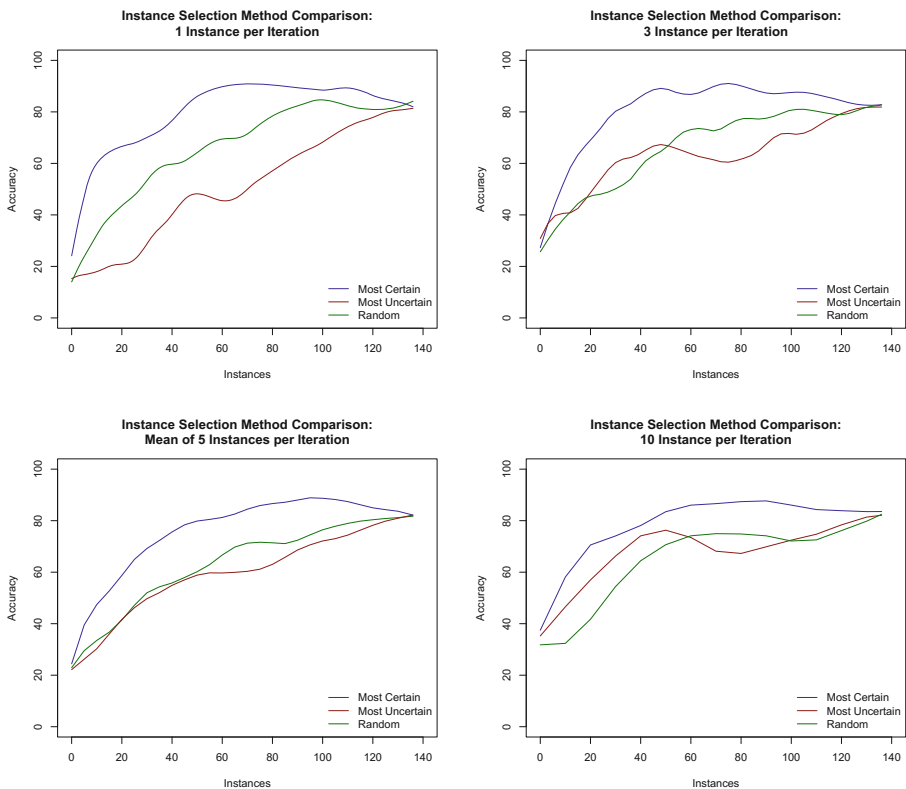 Instance Selection Method Comparison:
1 Instance per Iteration
Accuracy
100
80
60
40
20
0
Most Certain
Most Uncertain
Random
0 20 40 60 80 100 120 140
Instances
Instance Selection Method Comparison:
3 Instance per Iteration
Accuracy
100
80
60
40
20
0
Most Certain
Most Uncertain
Random
0 20 40 60 80 100 120 140
Instances
Instance Selection Method Comparison:
Mean of 5 Instances per Iteration
Accuracy
100
80
60
40
20
0
Most Certain
Most Uncertain
Random
0 20 40 60 80 100 120 140
Instances
Instance Selection Method Comparison:
10 Instance per Iteration
Accuracy
100
80
60
40
20
0
Most Certain
Most Uncertain
Random
0 20 40 60 80 100 120 140
Instances